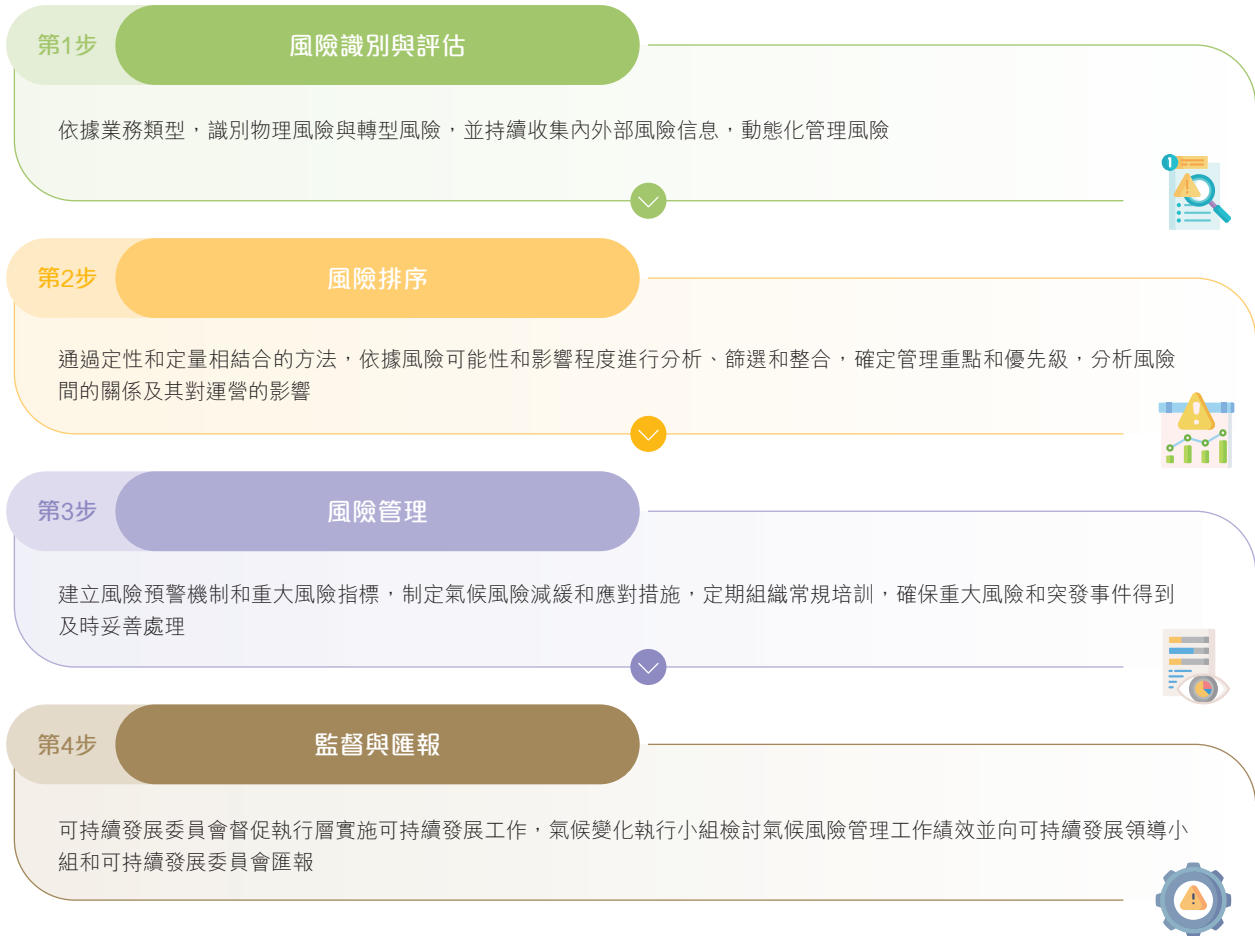 第1步
風險識別與評估
依據業務類型，識別物理風險與轉型風險，並持續收集內外部風險信息，動態化管理風險
1
第2步
風險排序
通過定性和定量相結合的方法，依據風險可能性和影響程度進行分析、篩選和整合，確定管理重點和優先級，分析風險
間的關係及其對運營的影響
第3步
風險管理
建立風險預警機制和重大風險指標，制定氣候風險減緩和應對措施，定期組織常規培訓，確保重大風險和突發事件得到
及時妥善處理
第4步
監督與匯報
可持續發展委員會督促執行層實施可持續發展工作，氣候變化執行小組檢討氣候風險管理工作績效並向可持續發展領導小
組和可持續發展委員會匯報